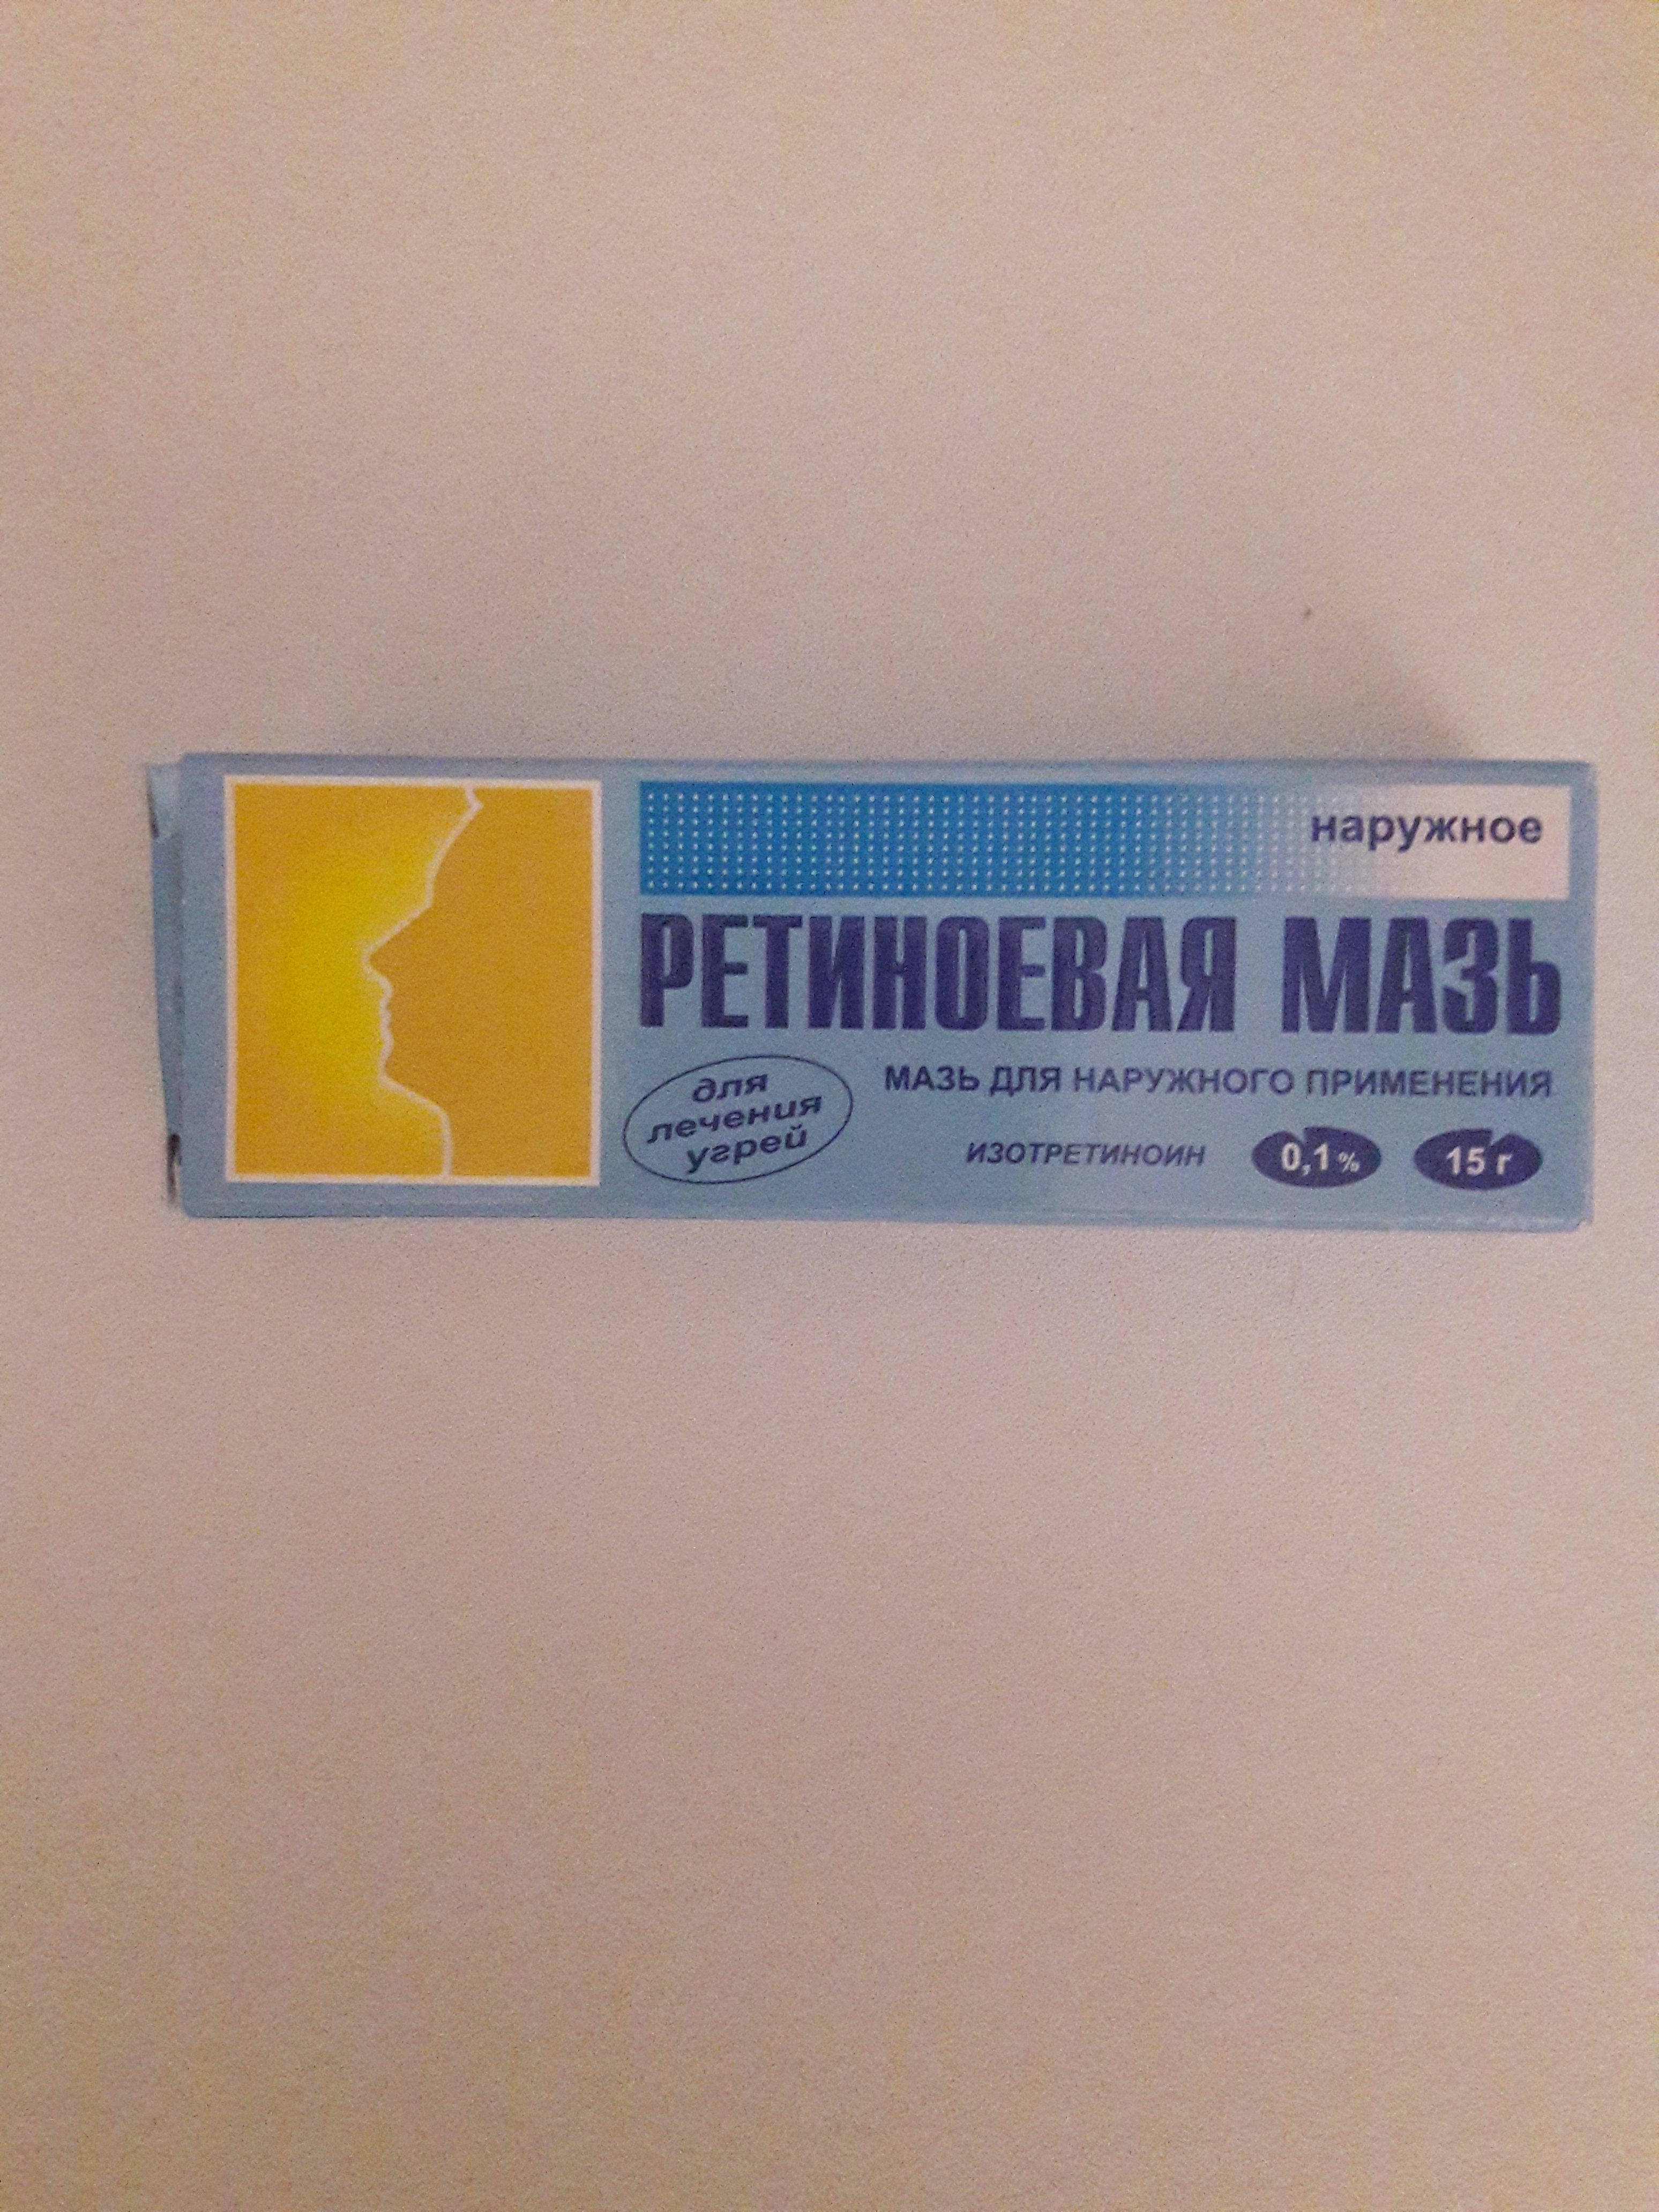 наружное
РЕТИНОЕВАЯ МАЗЬ
МАЗЬ ДЛЯ НАРУЖНОГО ПРИМЕНЕНИЯ
для
лечения
угрей
ИЗОТРЕТИНОИН 0,1% 15 г